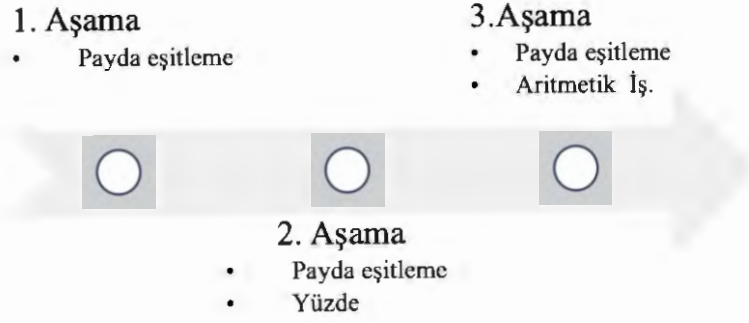 1. Aşama
• Payda eşitleme
3.Aşama
• Payda eşitleme
• Aritmetik İş.
2. Aşama
• Payda eşitleme
• Yüzde